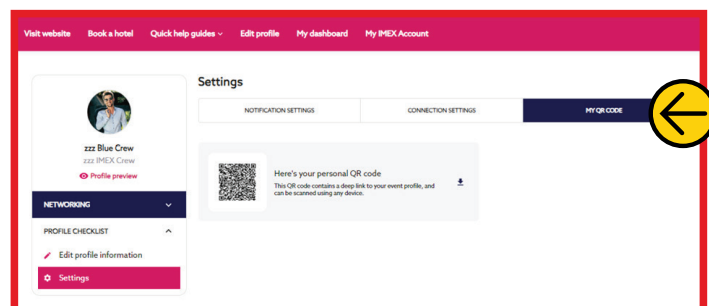 Visit website Book a hotel Quick help guides Edit profile My dashboard My IMEX Account
Settings
NOTIFICATION SETTINGS CONNECTION SETTINGS MY QR CODE
zzz Blue Crew
zzz IMEX Crew
Profile preview
Here's your personal QR code
This QR code contains a deep link to your event profile, and
can be scanned using any device.
NETWORKING
PROFILE CHECKLIST
Edit profile information
Settings